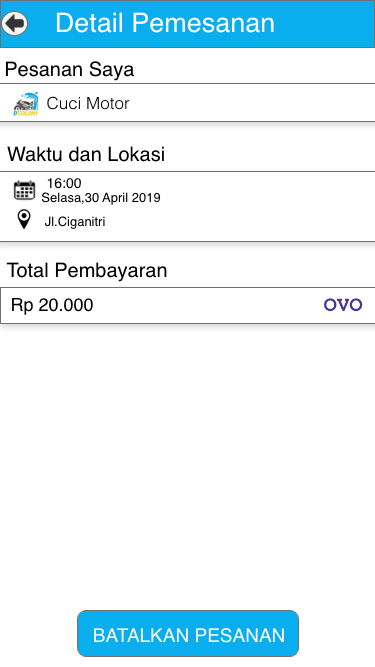 Detail Pemesanan
Pesanan Saya
D'COLONY
Cuci Motor
Waktu dan Lokasi
16:00
Selasa,30 April 2019
Jl.Ciganitri
Total Pembayaran
Rp 20.000
OVO
BATALKAN PESANAN